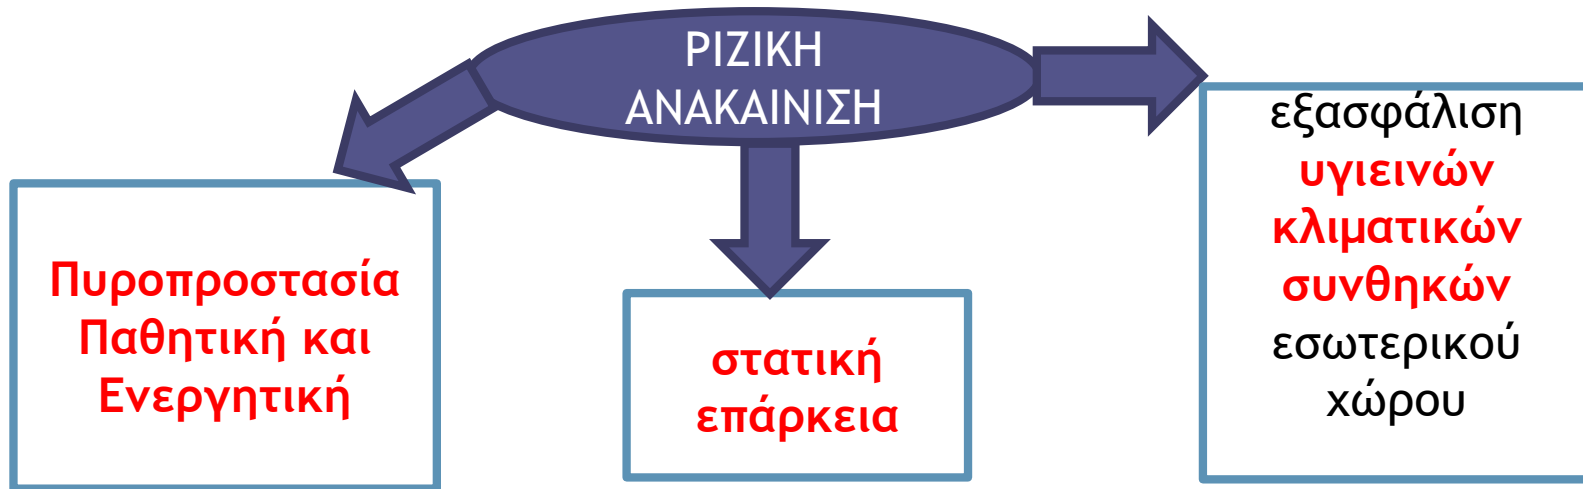 ΡΙΖΙΚΗ
ΑΝΑΚΑΙΝΙΣΗ
Πυροπροστασία
Παθητική και
Ενεργητική
στατική
επάρκεια
εξασφάλιση
υγιεινών
κλιματικών
συνθηκών
εσωτερικού
χώρου